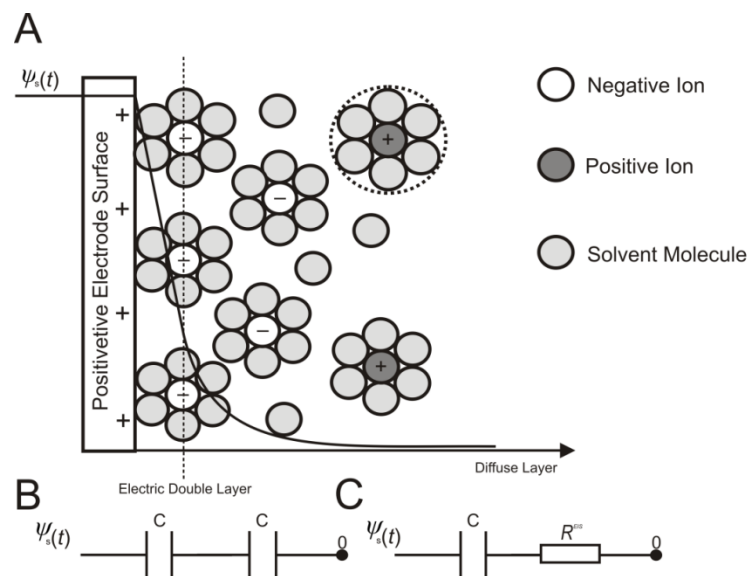 A
ψs(t)
Positivetive Electrode Surface
+
+
+
+
−
−
−
−
−
+
+
Negative Ion
Positive Ion
Solvent Molecule
Diffuse Layer
Electric Double Layer
B
ψs(t)
C
C
0
C
ψs(t)
C
0